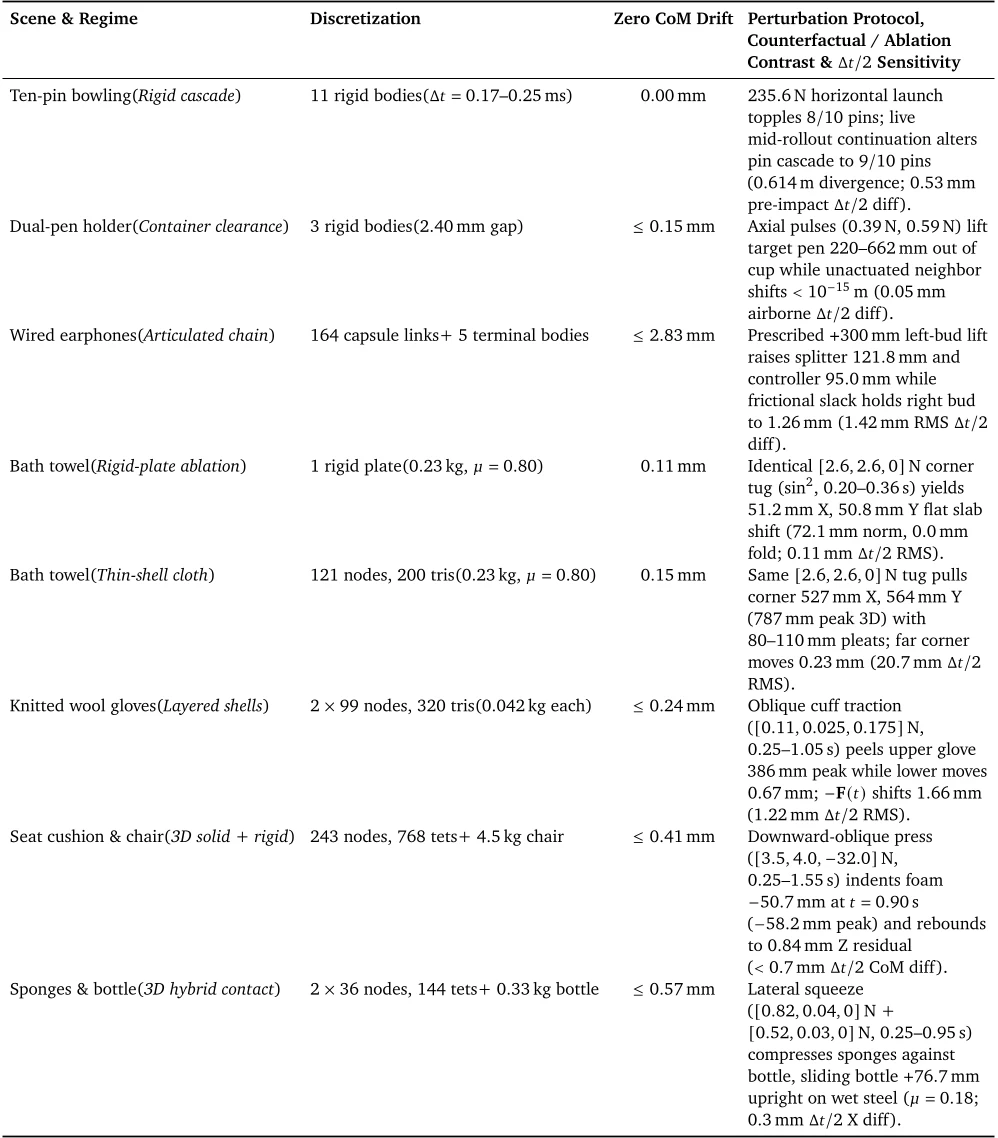 Scene & Regime Discretization Zero CoM Drift Perturbation Protocol,
Counterfactual / Ablation
Contrast & Δt/2 Sensitivity
Ten-pin bowling(Rigid cascade) 11 rigid bodies(Δt = 0.17–0.25 ms) 0.00 mm 235.6 N horizontal launch
topples 8/10 pins; live
mid-rollout continuation alters
pin cascade to 9/10 pins
(0.614 m divergence; 0.53 mm
pre-impact Δt/2 diff).
Dual-pen holder(Container clearance) 3 rigid bodies(2.40 mm gap) ≤ 0.15 mm Axial pulses (0.39 N, 0.59 N) lift
target pen 220–662 mm out of
cup while unactuated neighbor
shifts < 10⁻¹⁵ m (0.05 mm
airborne Δt/2 diff).
Wired earphones(Articulated chain) 164 capsule links+ 5 terminal bodies ≤ 2.83 mm Prescribed +300 mm left-bud lift
raises splitter 121.8 mm and
controller 95.0 mm while
frictional slack holds right bud
to 1.26 mm (1.42 mm RMS Δt/2
diff).
Bath towel(Rigid-plate ablation) 1 rigid plate(0.23 kg, μ = 0.80) 0.11 mm Identical [2.6, 2.6, 0] N corner
tug (sin², 0.20–0.36 s) yields
51.2 mm X, 50.8 mm Y flat slab
shift (72.1 mm norm, 0.0 mm
fold; 0.11 mm Δt/2 RMS).
Bath towel(Thin-shell cloth) 121 nodes, 200 tris(0.23 kg, μ = 0.80) 0.15 mm Same [2.6, 2.6, 0] N tug pulls
corner 527 mm X, 564 mm Y
(787 mm peak 3D) with
80–110 mm pleats; far corner
moves 0.23 mm (20.7 mm Δt/2
RMS).
Knitted wool gloves(Layered shells) 2 × 99 nodes, 320 tris(0.042 kg each) ≤ 0.24 mm Oblique cuff traction
([0.11, 0.025, 0.175] N,
0.25–1.05 s) peels upper glove
386 mm peak while lower moves
0.67 mm; −F(t) shifts 1.66 mm
(1.22 mm Δt/2 RMS).
Seat cushion & chair(3D solid + rigid) 243 nodes, 768 tets+ 4.5 kg chair ≤ 0.41 mm Downward-oblique press
([3.5, 4.0, −32.0] N,
0.25–1.55 s) indents foam
−50.7 mm at t = 0.90 s
(−58.2 mm peak) and rebounds
to 0.84 mm Z residual
(< 0.7 mm Δt/2 CoM diff).
Sponges & bottle(3D hybrid contact) 2 × 36 nodes, 144 tets+ 0.33 kg bottle ≤ 0.57 mm Lateral squeeze
([0.82, 0.04, 0] N +
[0.52, 0.03, 0] N, 0.25–0.95 s)
compresses sponges against
bottle, sliding bottle +76.7 mm
upright on wet steel (μ = 0.18;
0.3 mm Δt/2 X diff).